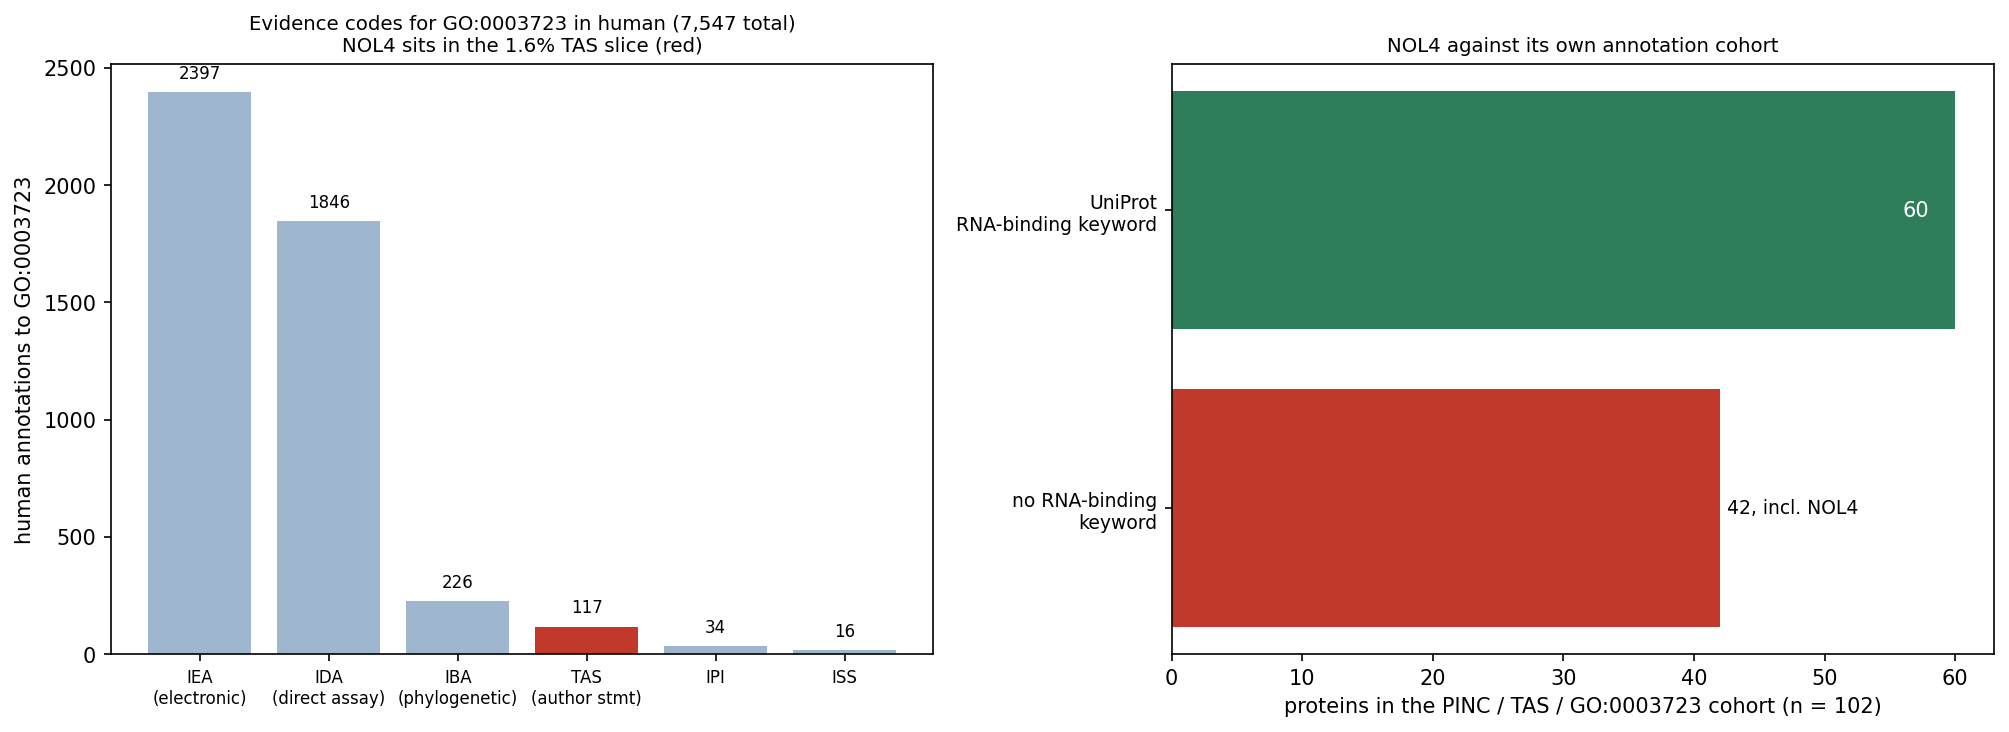 Evidence codes for GO:0003723 in human (7,547 total)
NOL4 sits in the 1.6% TAS slice (red)
human annotations to GO:0003723
2500
2000
1500
1000
500
0
2397
1846
226
117
34
16
IEA
(electronic)
IDA
(direct assay)
IBA
(phylogenetic)
TAS
(author stmt)
IPI
ISS
NOL4 against its own annotation cohort
UniProt
RNA-binding keyword
60
no RNA-binding
keyword
42, incl. NOL4
0
10
20
30
40
50
60
proteins in the PINC / TAS / GO:0003723 cohort (n = 102)